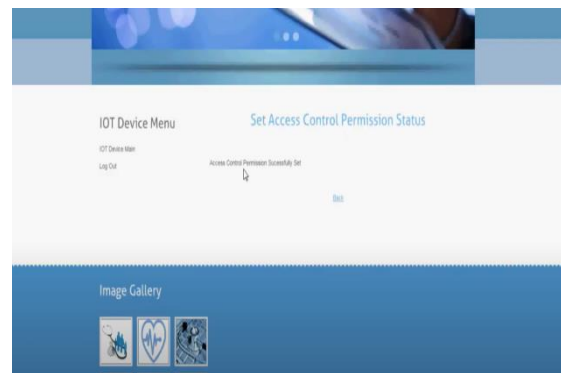 IOT Device Menu
Set Access Control Permission Status
IOT Device Main
Log Out
Access Control Permission Sucessfully Set
Back
Image Gallery